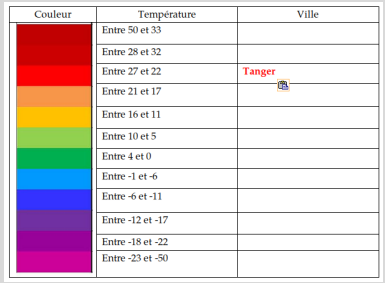 Couleur Température Ville
Entre 50 et 33
Entre 28 et 32
Entre 27 et 22 Tanger
Entre 21 et 17
Entre 16 et 11
Entre 10 et 5
Entre 4 et 0
Entre -1 et -6
Entre -6 et -11
Entre -12 et -17
Entre -18 et -22
Entre -23 et -50